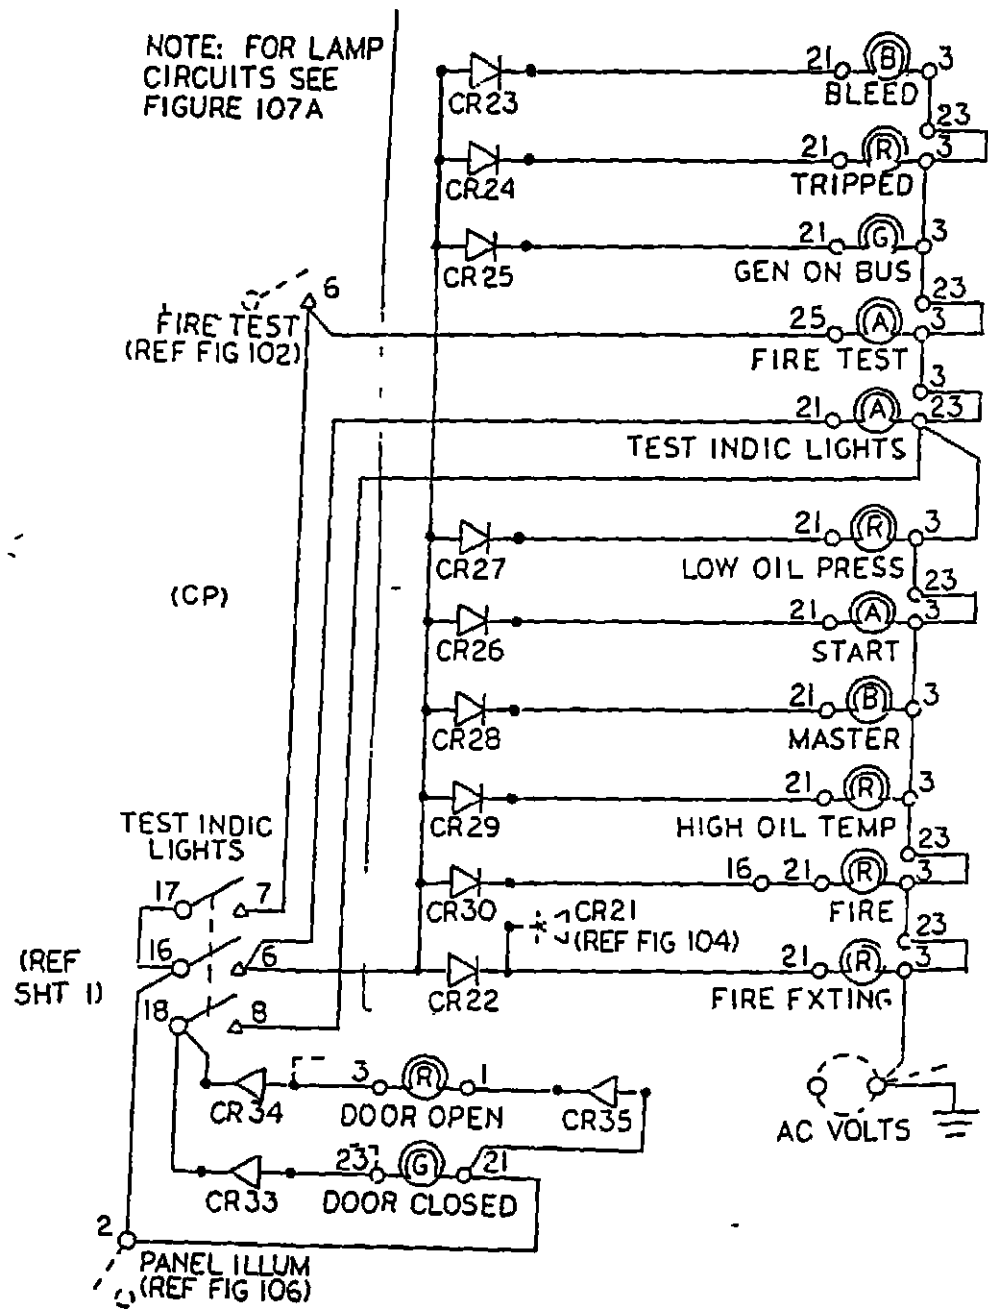 NOTE: FOR LAMP
CIRCUITS SEE
FIGURE 107A
CR23
21
B
3
BLEED
23
CR24
21
R
3
TRIPPED
CR25
21
G
3
GEN ON BUS
6
FIRE TEST
(REF FIG 102)
23
25
A
3
FIRE TEST
3
21
A
23
TEST INDIC LIGHTS
CR27
21
R
3
LOW OIL PRESS
(CP)
23
CR26
21
A
3
START
CR28
21
B
3
MASTER
CR29
21
R
3
HIGH OIL TEMP
TEST INDIC
LIGHTS
23
17
7
CR30
16
21
R
3
FIRE
CR21
(REF FIG 104)
23
(REF
SHT 1)
16
6
CR22
21
R
3
FIRE FXTING
18
8
CR34
3
R
1
DOOR OPEN
CR35
AC VOLTS
CR33
23
G
21
DOOR CLOSED
2
PANEL ILLUM
(REF FIG 106)